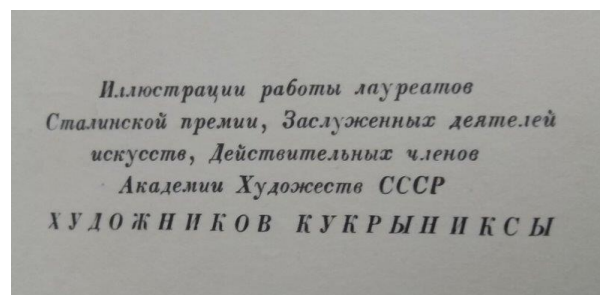 Иллюстрации работы лауреатов
Сталинской премии, Заслуженных деятелей
искусств, Действительных членов
Академии Художеств СССР
ХУДОЖНИКОВ КУКРЫНИКСЫ